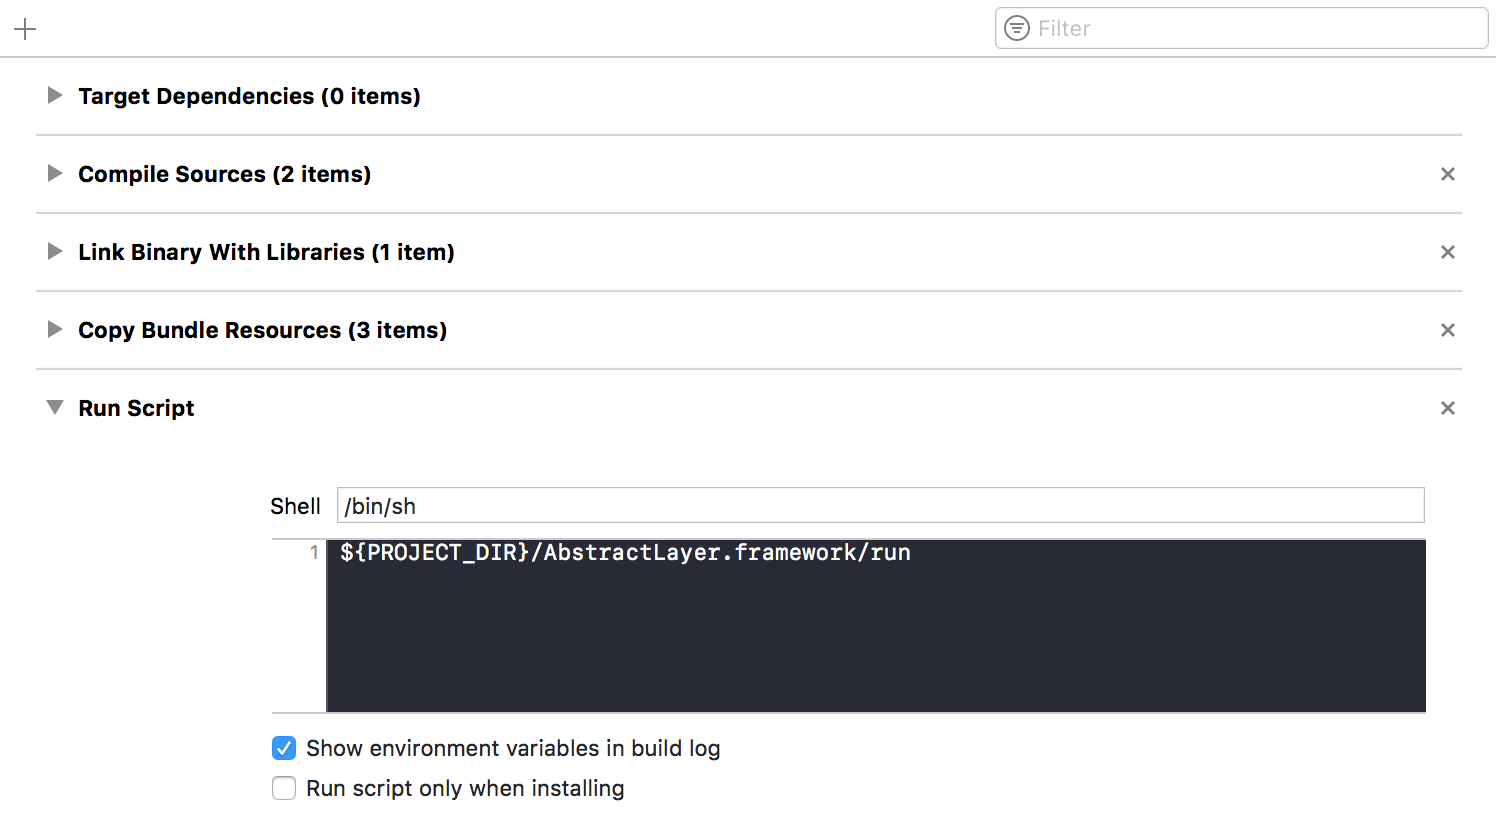 Filter
Target Dependencies (0 items)
Compile Sources (2 items)
Link Binary With Libraries (1 item)
Copy Bundle Resources (3 items)
Run Script
Shell /bin/sh
1 ${PROJECT_DIR}/AbstractLayer.framework/run
Show environment variables in build log
Run script only when installing